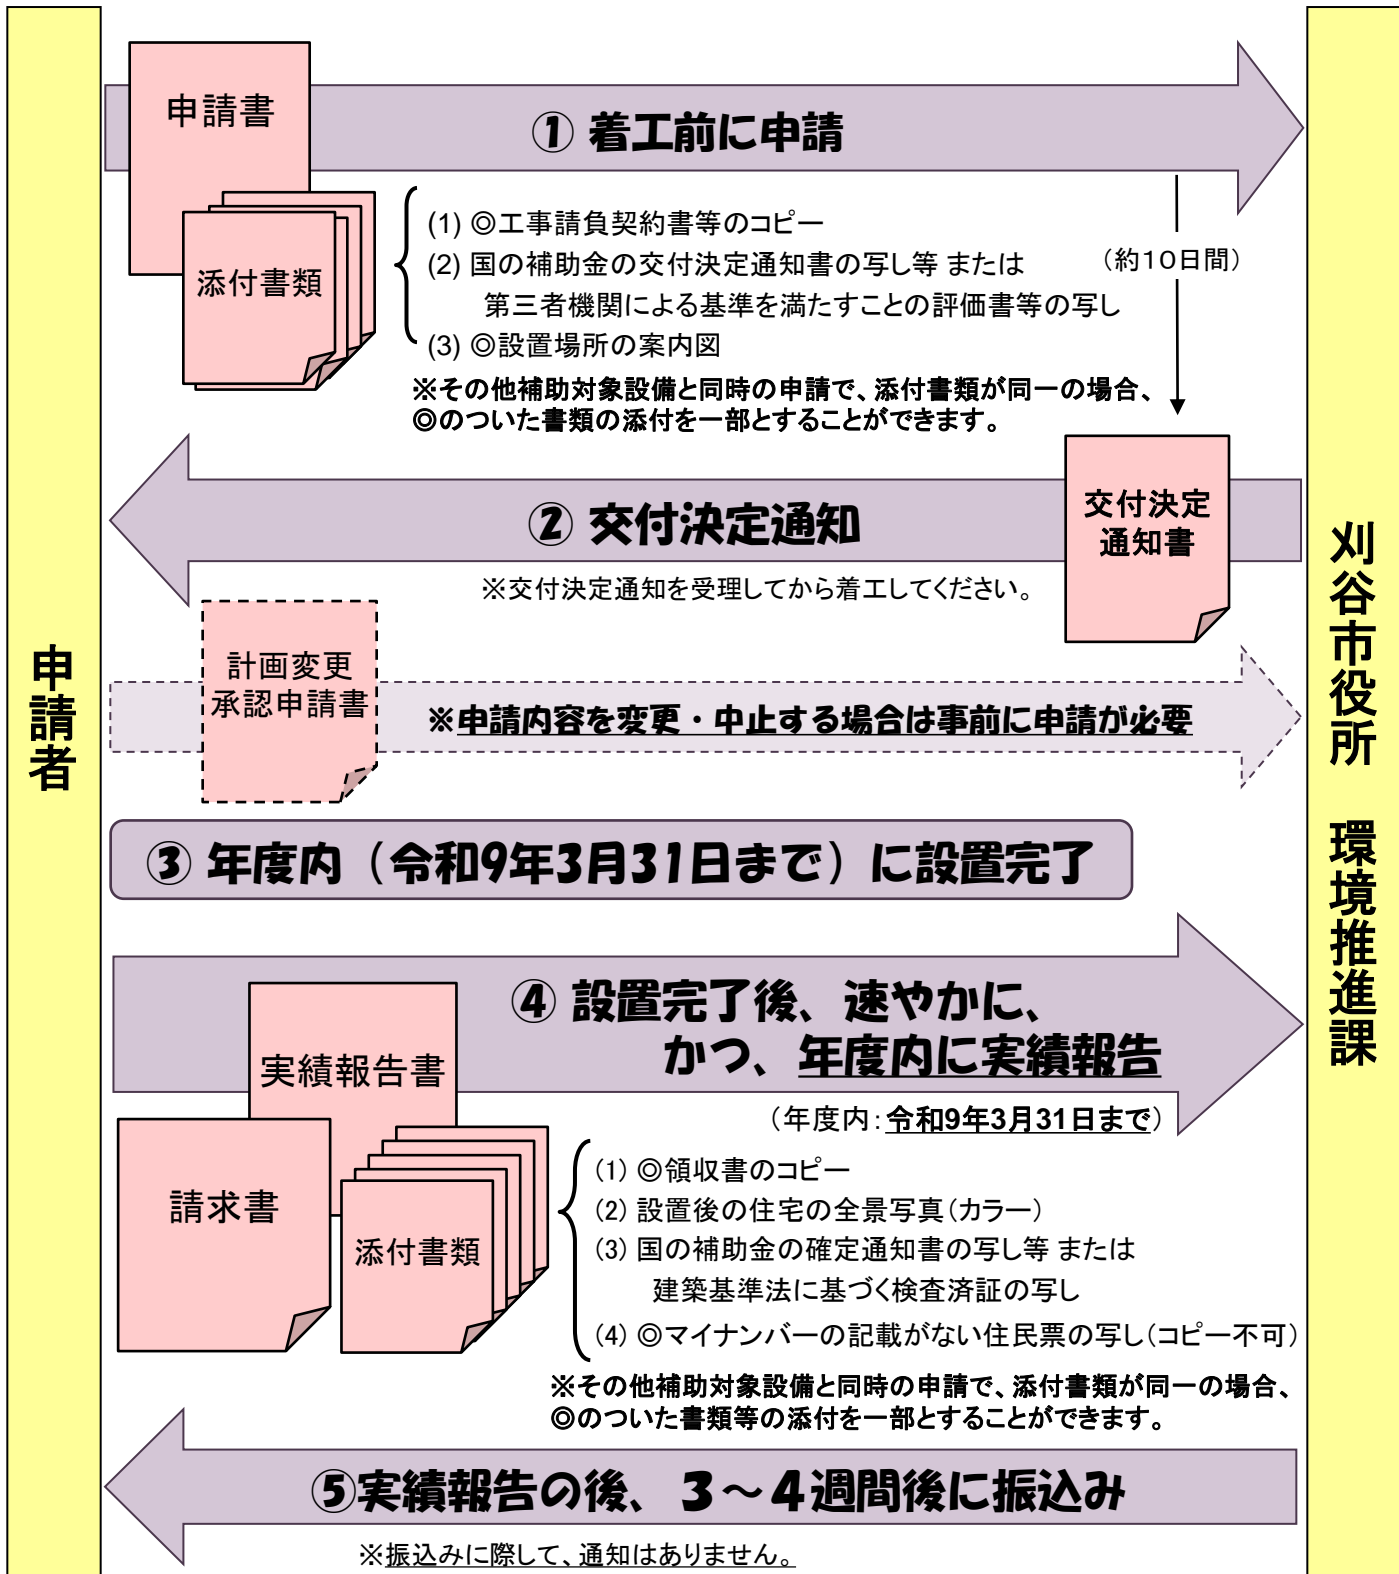 申請者
刈谷市役所　環境推進課
申請書
添付書類
① 着工前に申請
(1) ◎工事請負契約書等のコピー
(2) 国の補助金の交付決定通知書の写し等 または
第三者機関による基準を満たすことの評価書等の写し
(3) ◎設置場所の案内図
（約１０日間）
※その他補助対象設備と同時の申請で、添付書類が同一の場合、
◎のついた書類の添付を一部とすることができます。
② 交付決定通知
交付決定
通知書
※交付決定通知を受理してから着工してください。
計画変更
承認申請書
※申請内容を変更・中止する場合は事前に申請が必要
③ 年度内（令和9年3月31日まで）に設置完了
④ 設置完了後、速やかに、
かつ、年度内に実績報告
（年度内：令和9年3月31日まで）
実績報告書
請求書
添付書類
(1) ◎領収書のコピー
(2) 設置後の住宅の全景写真（カラー）
(3) 国の補助金の確定通知書の写し等 または
建築基準法に基づく検査済証の写し
(4) ◎マイナンバーの記載がない住民票の写し（コピー不可）
※その他補助対象設備と同時の申請で、添付書類が同一の場合、
◎のついた書類等の添付を一部とすることができます。
⑤実績報告の後、３～４週間後に振込み
※振込みに際して、通知はありません。